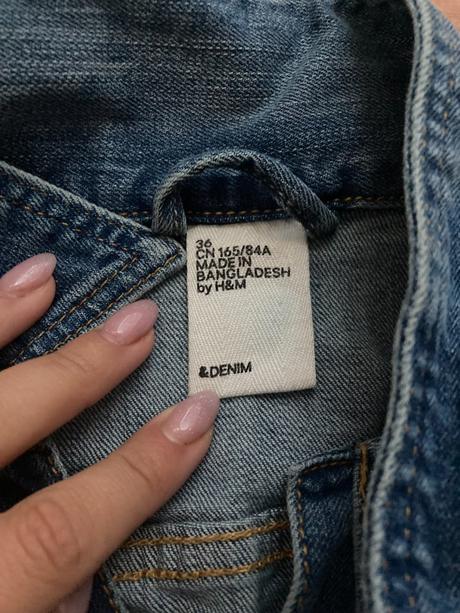 36
CN 165/84A
MADE IN
BANGLADESH
by H&M
&DENIM